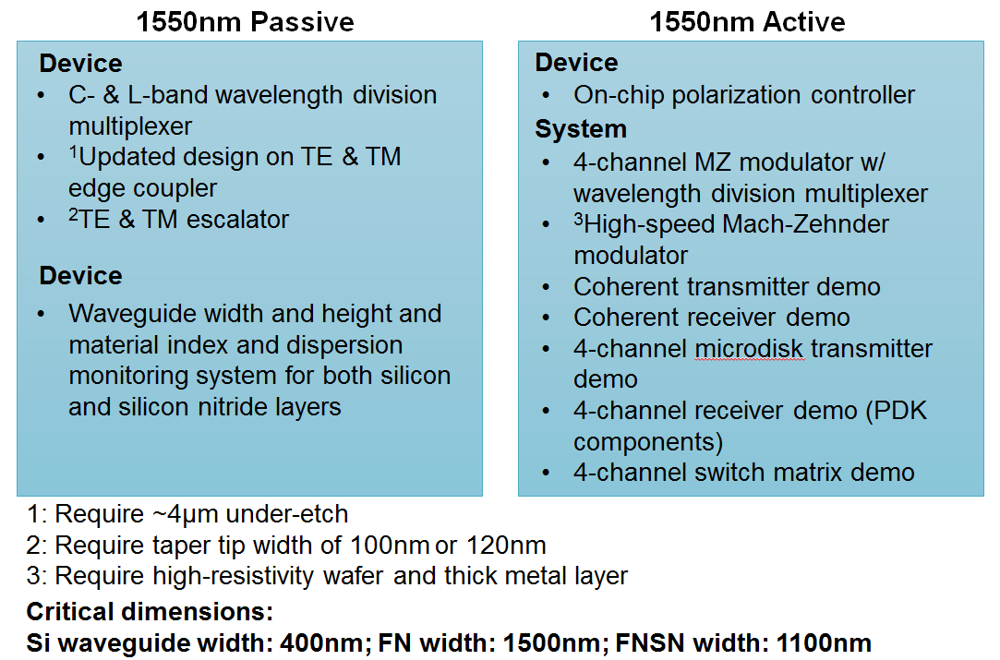 1550nm Passive
Device
• C- & L-band wavelength division
multiplexer
• ¹Updated design on TE & TM
edge coupler
• ²TE & TM escalator
Device
• Waveguide width and height and
material index and dispersion
monitoring system for both silicon
and silicon nitride layers
1550nm Active
Device
• On-chip polarization controller
System
• 4-channel MZ modulator w/
wavelength division multiplexer
• ³High-speed Mach-Zehnder
modulator
• Coherent transmitter demo
• Coherent receiver demo
• 4-channel microdisk transmitter
demo
• 4-channel receiver demo (PDK
components)
• 4-channel switch matrix demo
1: Require ~4µm under-etch
2: Require taper tip width of 100nm or 120nm
3: Require high-resistivity wafer and thick metal layer
Critical dimensions:
Si waveguide width: 400nm; FN width: 1500nm; FNSN width: 1100nm